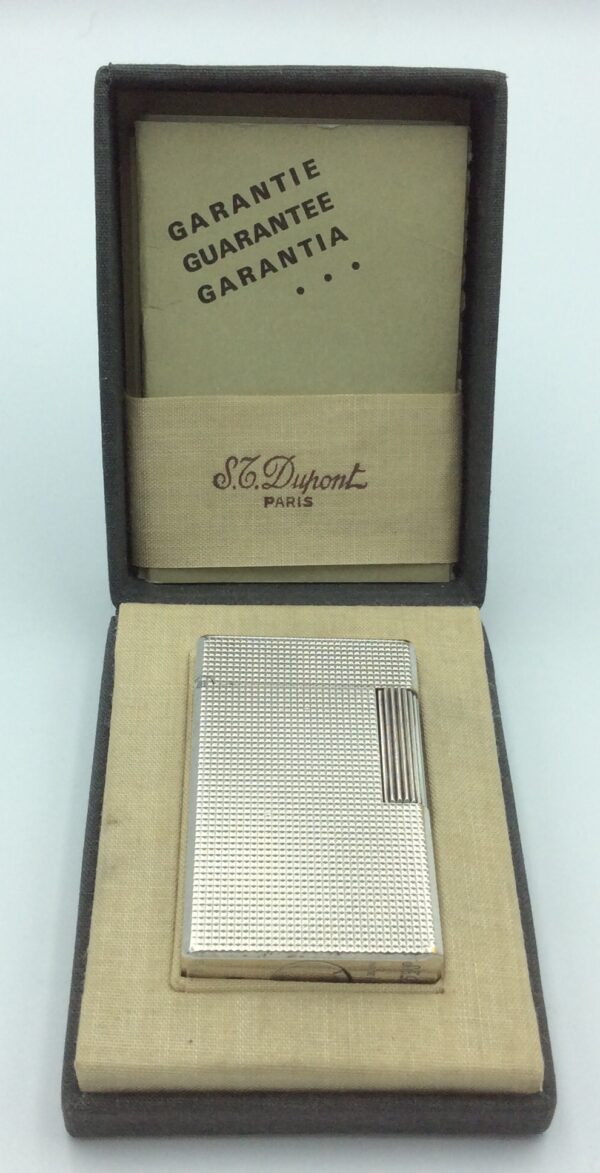 GARANTIE
GUARANTEE
GARANTIA
...
S.T. Dupont
PARIS